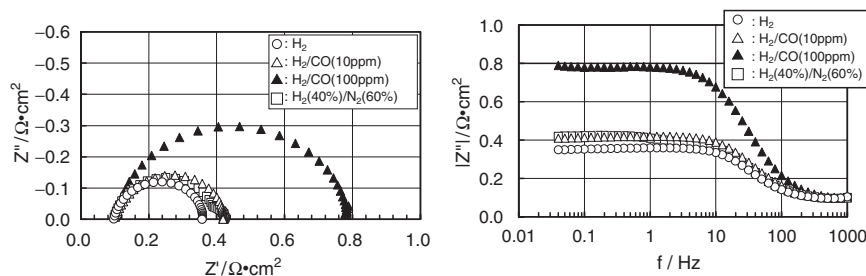 −0.6
−0.5
−0.4
−0.3
−0.2
−0.1
0.0
Z''/Ω•cm²
0.0 0.2 0.4 0.6 0.8 1.0
Z'/Ω•cm²
: H₂
: H₂/CO(10ppm)
: H₂/CO(100ppm)
: H₂(40%)/N₂(60%)
1.0
0.8
0.6
0.4
0.2
0.0
|Z''|/Ω•cm²
0.01 0.1 1 10 100 1000
f / Hz
: H₂
: H₂/CO(10ppm)
: H₂/CO(100ppm)
: H₂(40%)/N₂(60%)